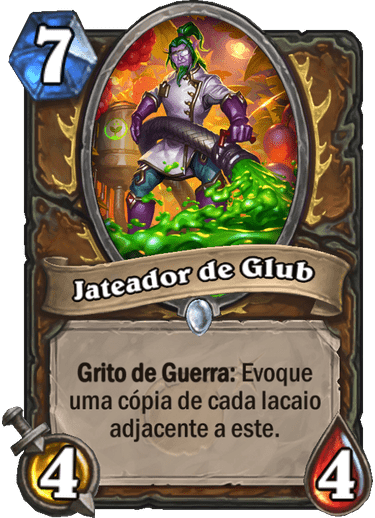 7
Jateador de Glub
Grito de Guerra: Evoque
uma cópia de cada lacaio
adjacente a este.
4
4